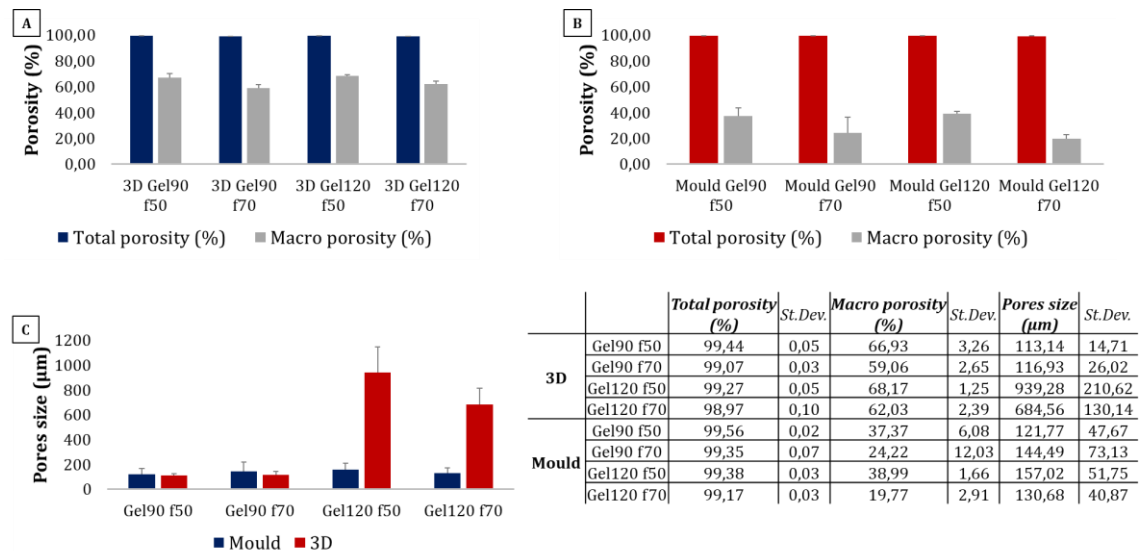 A
Porosity (%)
100,00
80,00
60,00
40,00
20,00
0,00
3D Gel90 3D Gel90 3D Gel120 3D Gel120
f50 f70 f50 f70
Total porosity (%) Macro porosity (%)
B
Porosity (%)
100,00
80,00
60,00
40,00
20,00
0,00
Mould Gel90 Mould Gel90 Mould Gel120 Mould Gel120
f50 f70 f50 f70
Total porosity (%) Macro porosity (%)
C
Pores size (μm)
1200
1000
800
600
400
200
0
Gel90 f50 Gel90 f70 Gel120 f50 Gel120 f70
Mould 3D
Total porosity (%) St.Dev. Macro porosity (%) St.Dev. Pores size (μm) St.Dev.
3D
Gel90 f50 99,44 0,05 66,93 3,26 113,14 14,71
Gel90 f70 99,07 0,03 59,06 2,65 116,93 26,02
Gel120 f50 99,27 0,05 68,17 1,25 939,28 210,62
Gel120 f70 98,97 0,10 62,03 2,39 684,56 130,14
Mould
Gel90 f50 99,56 0,02 37,37 6,08 121,77 47,67
Gel90 f70 99,35 0,07 24,22 12,03 144,49 73,13
Gel120 f50 99,38 0,03 38,99 1,66 157,02 51,75
Gel120 f70 99,17 0,03 19,77 2,91 130,68 40,87